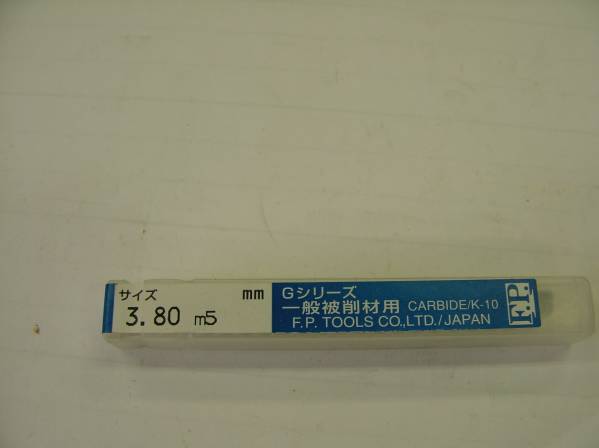 サイズ mm
3.80 m5
Gシリーズ
一般被削材用 CARBIDE/K-10
F.P. TOOLS CO.,LTD./JAPAN
F.P.